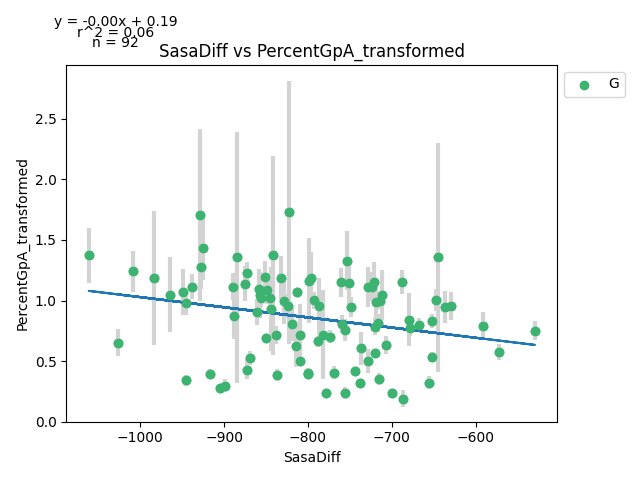 y = -0.00x + 0.19
r^2 = 0.06
n = 92
SasaDiff vs PercentGpA_transformed
G
PercentGpA_transformed
2.5
2.0
1.5
1.0
0.5
0.0
−1000 −900 −800 −700 −600
SasaDiff